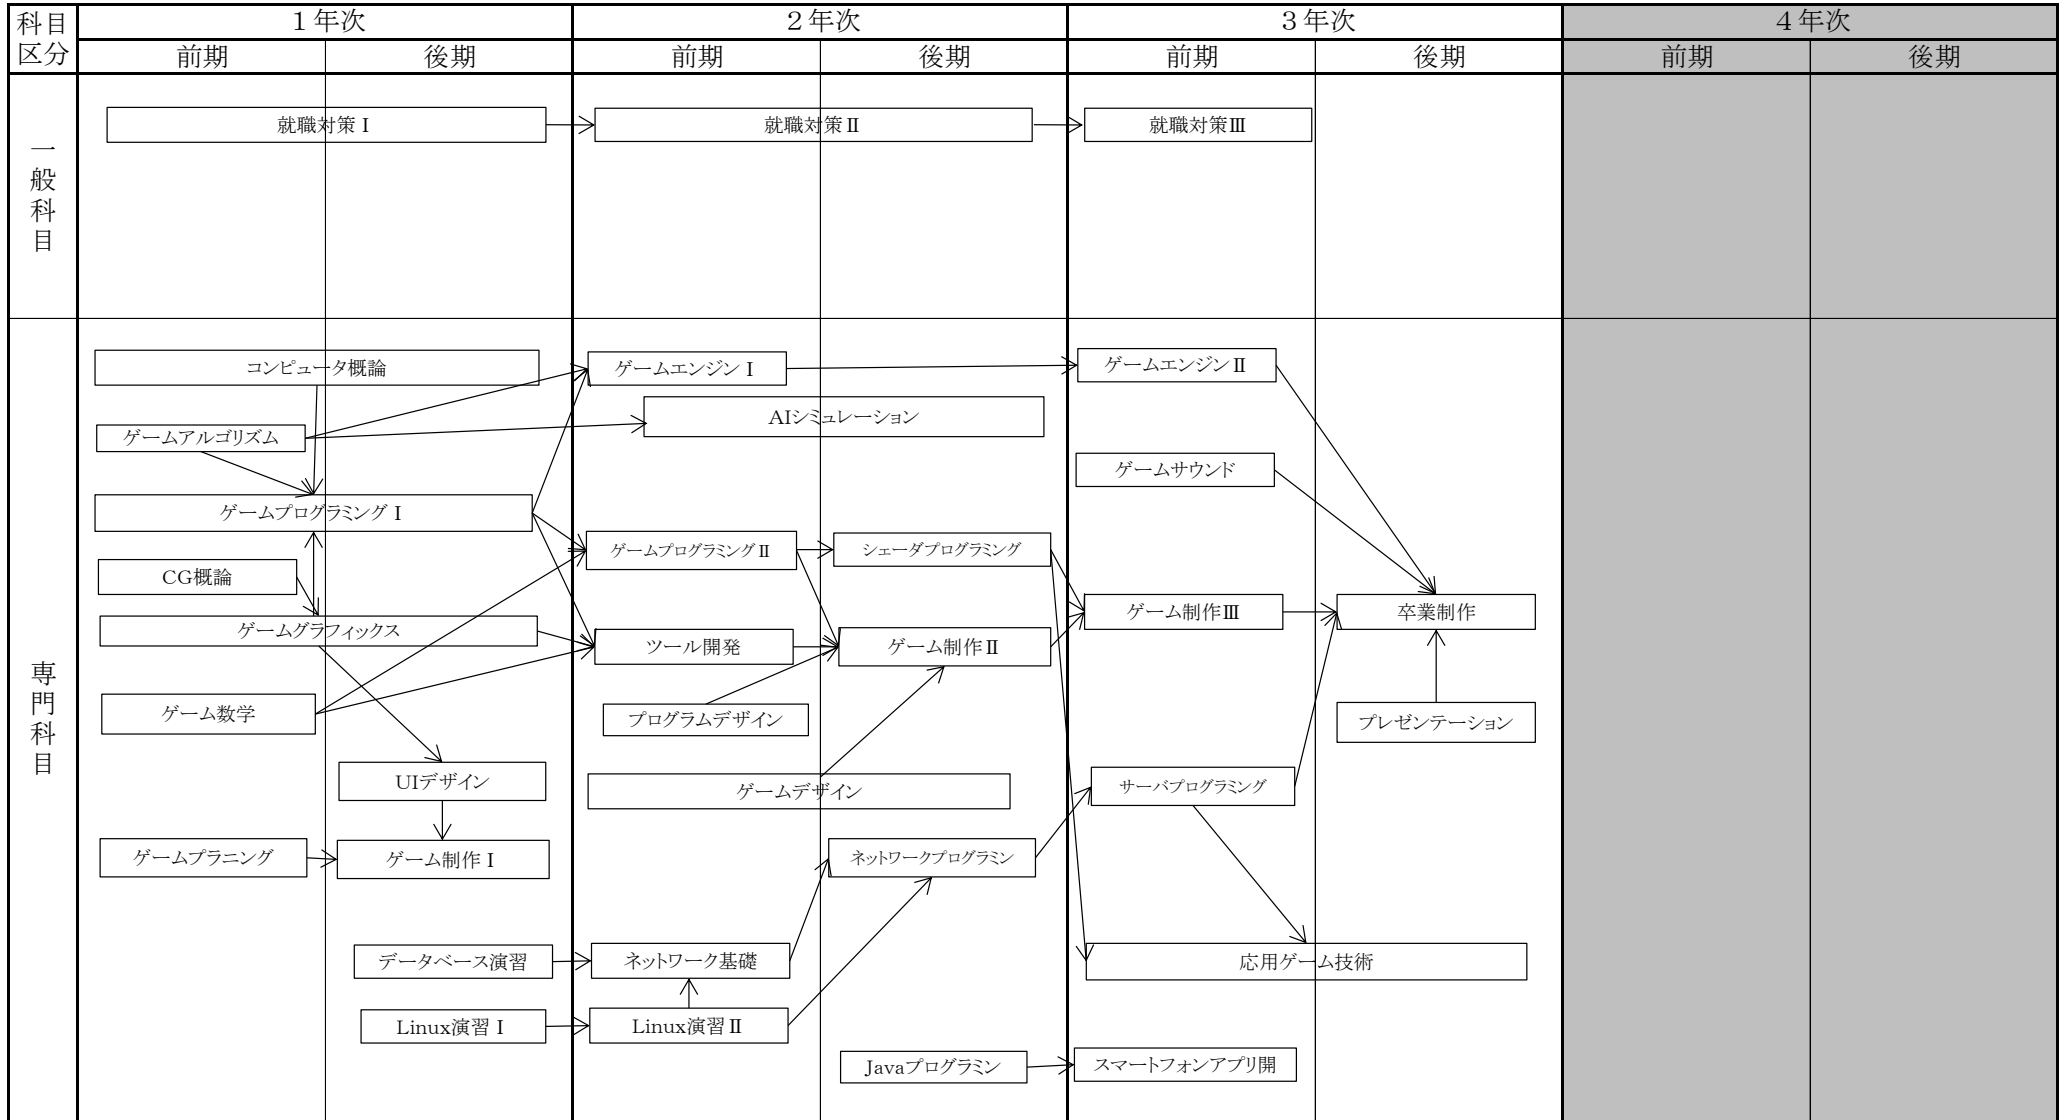 科目
区分
１年次
２年次
３年次
４年次
前期
後期
前期
後期
前期
後期
前期
後期
一般科目
就職対策Ⅰ
就職対策Ⅱ
就職対策Ⅲ
専門科目
コンピュータ概論
ゲームエンジンⅠ
ゲームエンジンⅡ
AIシミュレーション
ゲームアルゴリズム
ゲームサウンド
ゲームプログラミングⅠ
ゲームプログラミングⅡ
シェーダプログラミング
CG概論
ゲーム制作Ⅲ
卒業制作
ゲームグラフィックス
ツール開発
ゲーム制作Ⅱ
ゲーム数学
プログラムデザイン
プレゼンテーション
UIデザイン
ゲームデザイン
サーバプログラミング
ゲームプラニング
ゲーム制作Ⅰ
ネットワークプログラミン
データベース演習
ネットワーク基礎
応用ゲーム技術
Linux演習Ⅰ
Linux演習Ⅱ
Javaプログラミン
スマートフォンアプリ開